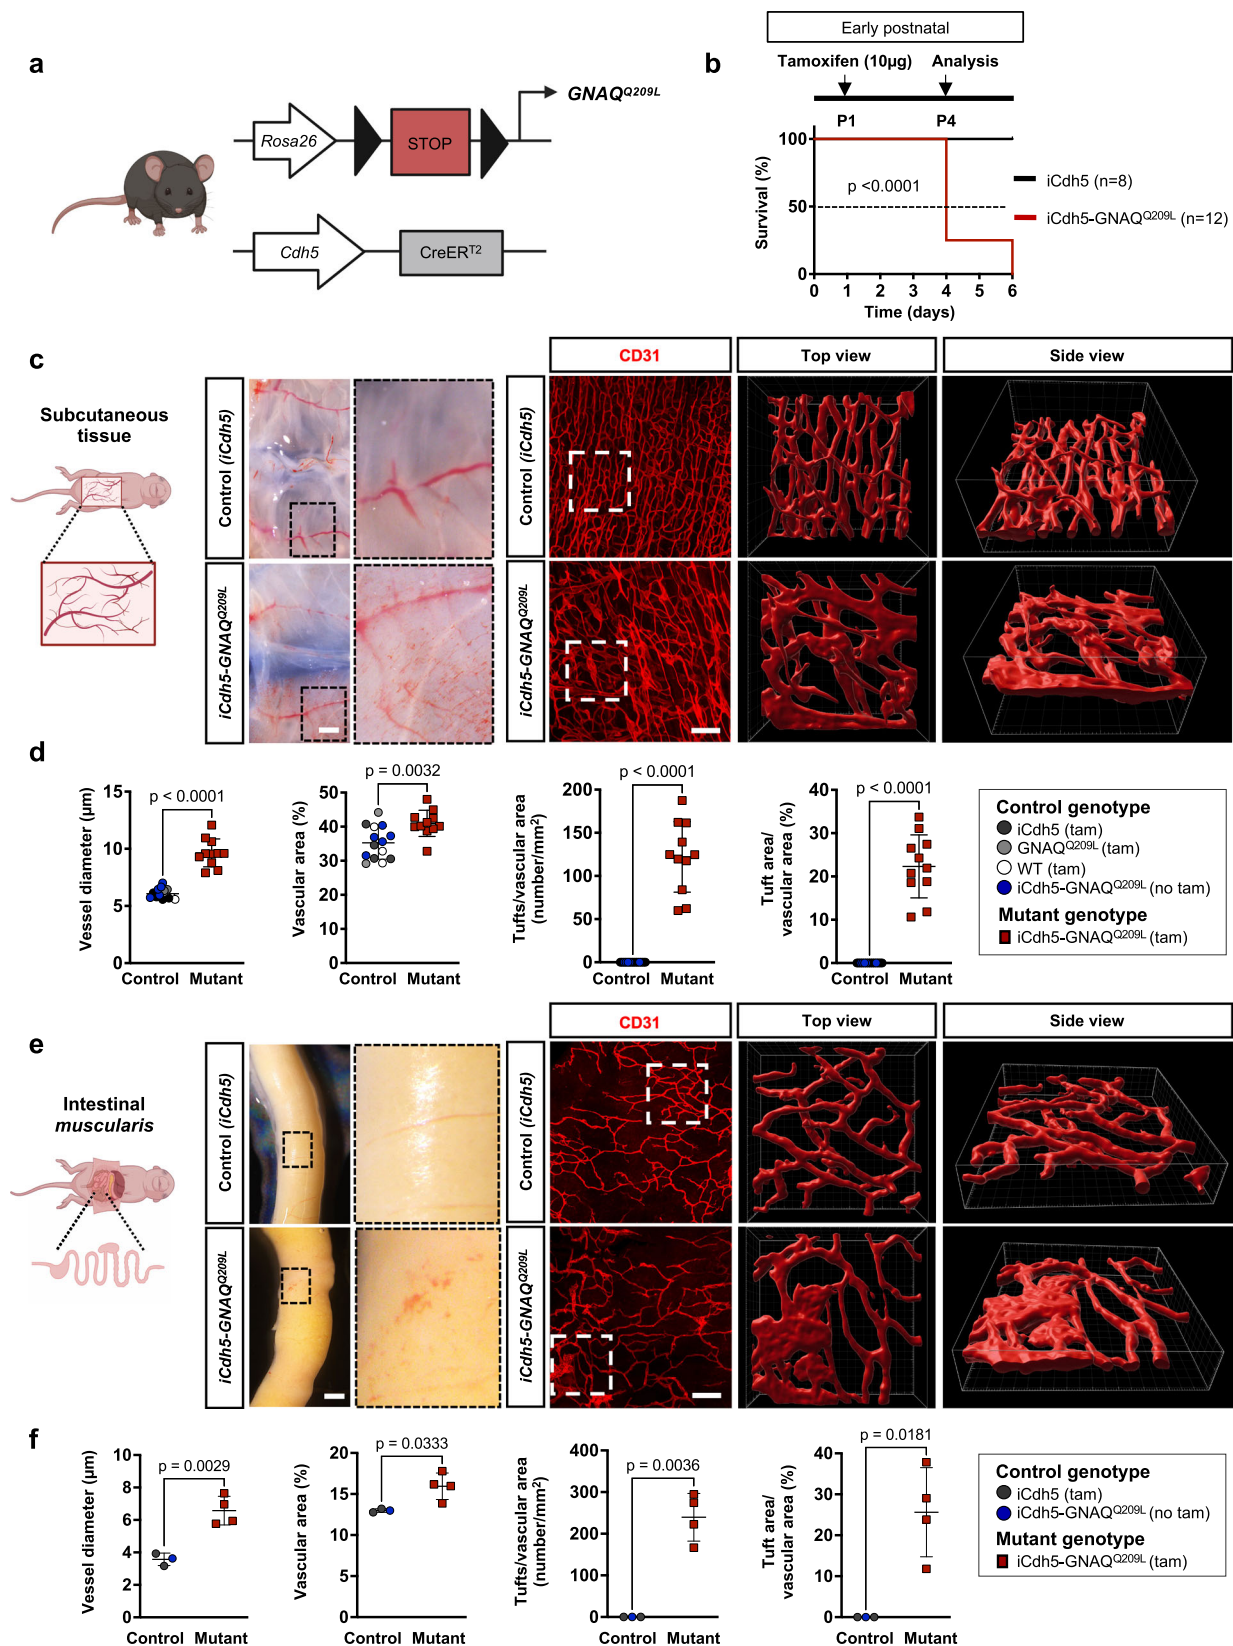 a
Rosa26
STOP
GNAQQ209L
Cdh5
CreERT2
b
Early postnatal
Tamoxifen (10µg)
Analysis
P1
P4
Survival (%)
100
50
0
p <0.0001
0 1 2 3 4 5 6
Time (days)
iCdh5 (n=8)
iCdh5-GNAQQ209L (n=12)
c
Subcutaneous
tissue
CD31
Top view
Side view
Control (iCdh5)
Control (iCdh5)
iCdh5-GNAQQ209L
iCdh5-GNAQQ209L
d
Vessel diameter (µm)
15
10
5
0
p < 0.0001
Control Mutant
Vascular area (%)
50
40
30
20
10
0
p = 0.0032
Control Mutant
Tufts/vascular area
(number/mm2)
200
150
100
50
0
p < 0.0001
Control Mutant
Tuft area/
vascular area (%)
40
30
20
10
0
p < 0.0001
Control Mutant
Control genotype
iCdh5 (tam)
GNAQQ209L (tam)
WT (tam)
iCdh5-GNAQQ209L (no tam)
Mutant genotype
iCdh5-GNAQQ209L (tam)
e
Intestinal
muscularis
CD31
Top view
Side view
Control (iCdh5)
Control (iCdh5)
iCdh5-GNAQQ209L
iCdh5-GNAQQ209L
f
Vessel diameter (µm)
8
6
4
2
0
p = 0.0029
Control Mutant
Vascular area (%)
20
15
10
5
0
p = 0.0333
Control Mutant
Tufts/vascular area
(number/mm2)
400
300
200
100
0
p = 0.0036
Control Mutant
Tuft area/
vascular area (%)
40
30
20
10
0
p = 0.0181
Control Mutant
Control genotype
iCdh5 (tam)
iCdh5-GNAQQ209L (no tam)
Mutant genotype
iCdh5-GNAQQ209L (tam)